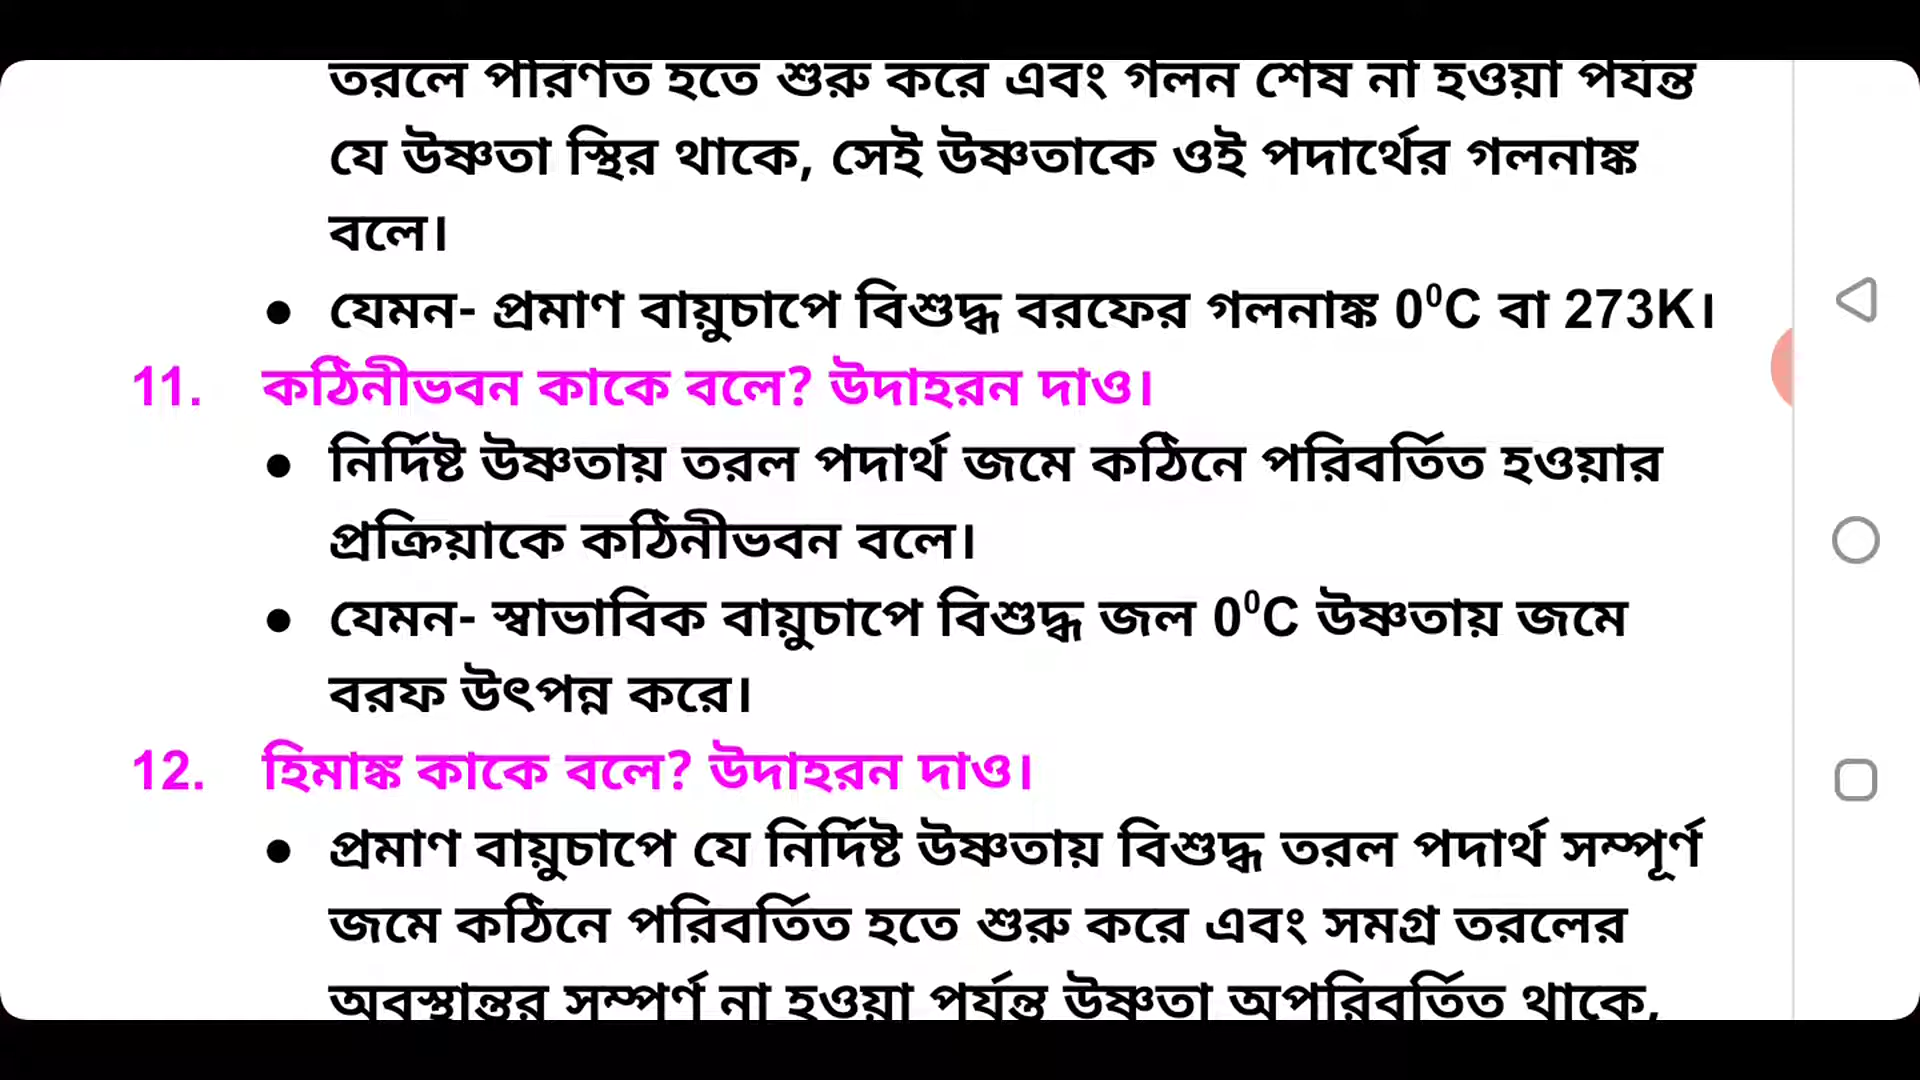 তরলে পরিণত হতে শুরু করে এবং গলন শেষ না হওয়া পর্যন্ত
যে উষ্ণতা স্থির থাকে, সেই উষ্ণতাকে ওই পদার্থের গলনাঙ্ক
বলে।
● যেমন- প্রমাণ বায়ুচাপে বিশুদ্ধ বরফের গলনাঙ্ক 0⁰C বা 273K।
11. কঠিনীভবন কাকে বলে? উদাহরন দাও।
● নির্দিষ্ট উষ্ণতায় তরল পদার্থ জমে কঠিনে পরিবর্তিত হওয়ার
প্রক্রিয়াকে কঠিনীভবন বলে।
● যেমন- স্বাভাবিক বায়ুচাপে বিশুদ্ধ জল 0⁰C উষ্ণতায় জমে
বরফ উৎপন্ন করে।
12. হিমাঙ্ক কাকে বলে? উদাহরন দাও।
● প্রমাণ বায়ুচাপে যে নির্দিষ্ট উষ্ণতায় বিশুদ্ধ তরল পদার্থ সম্পূর্ণ
জমে কঠিনে পরিবর্তিত হতে শুরু করে এবং সমগ্র তরলের
অবস্থান্তর সম্পূর্ণ না হওয়া পর্যন্ত উষ্ণতা অপরিবর্তিত থাকে,